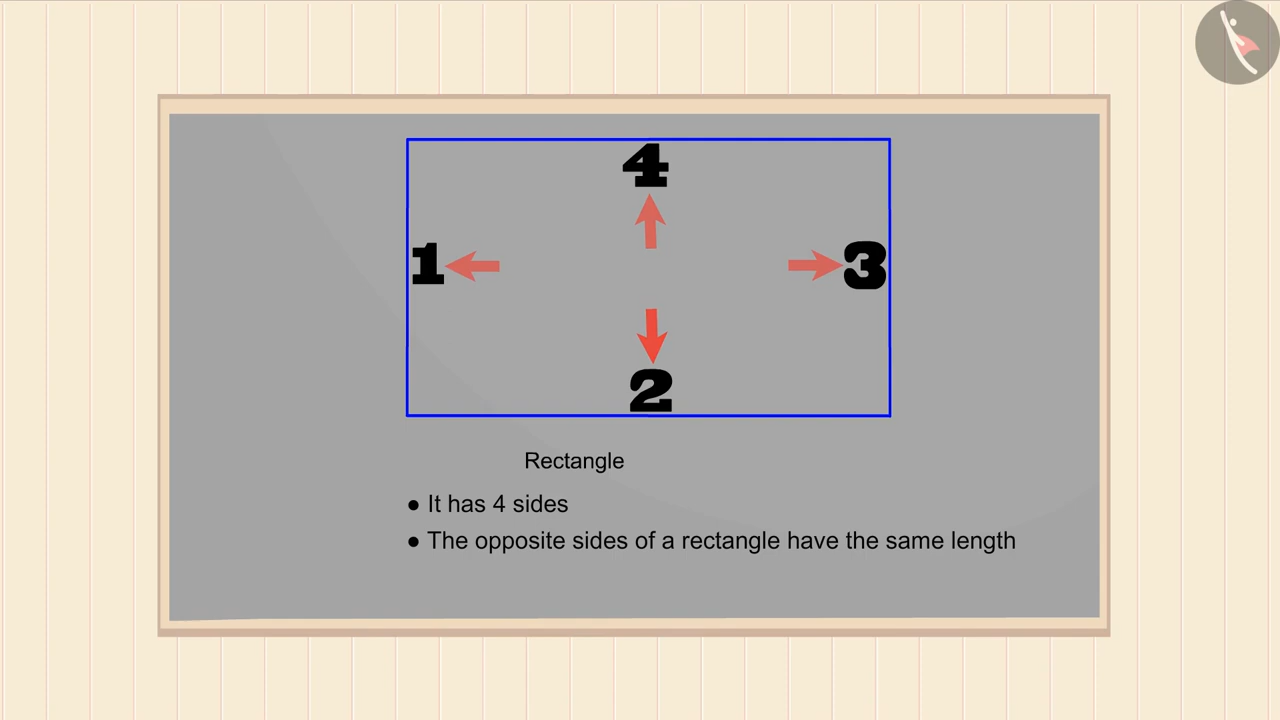 4
1
3
2
Rectangle
● It has 4 sides
● The opposite sides of a rectangle have the same length